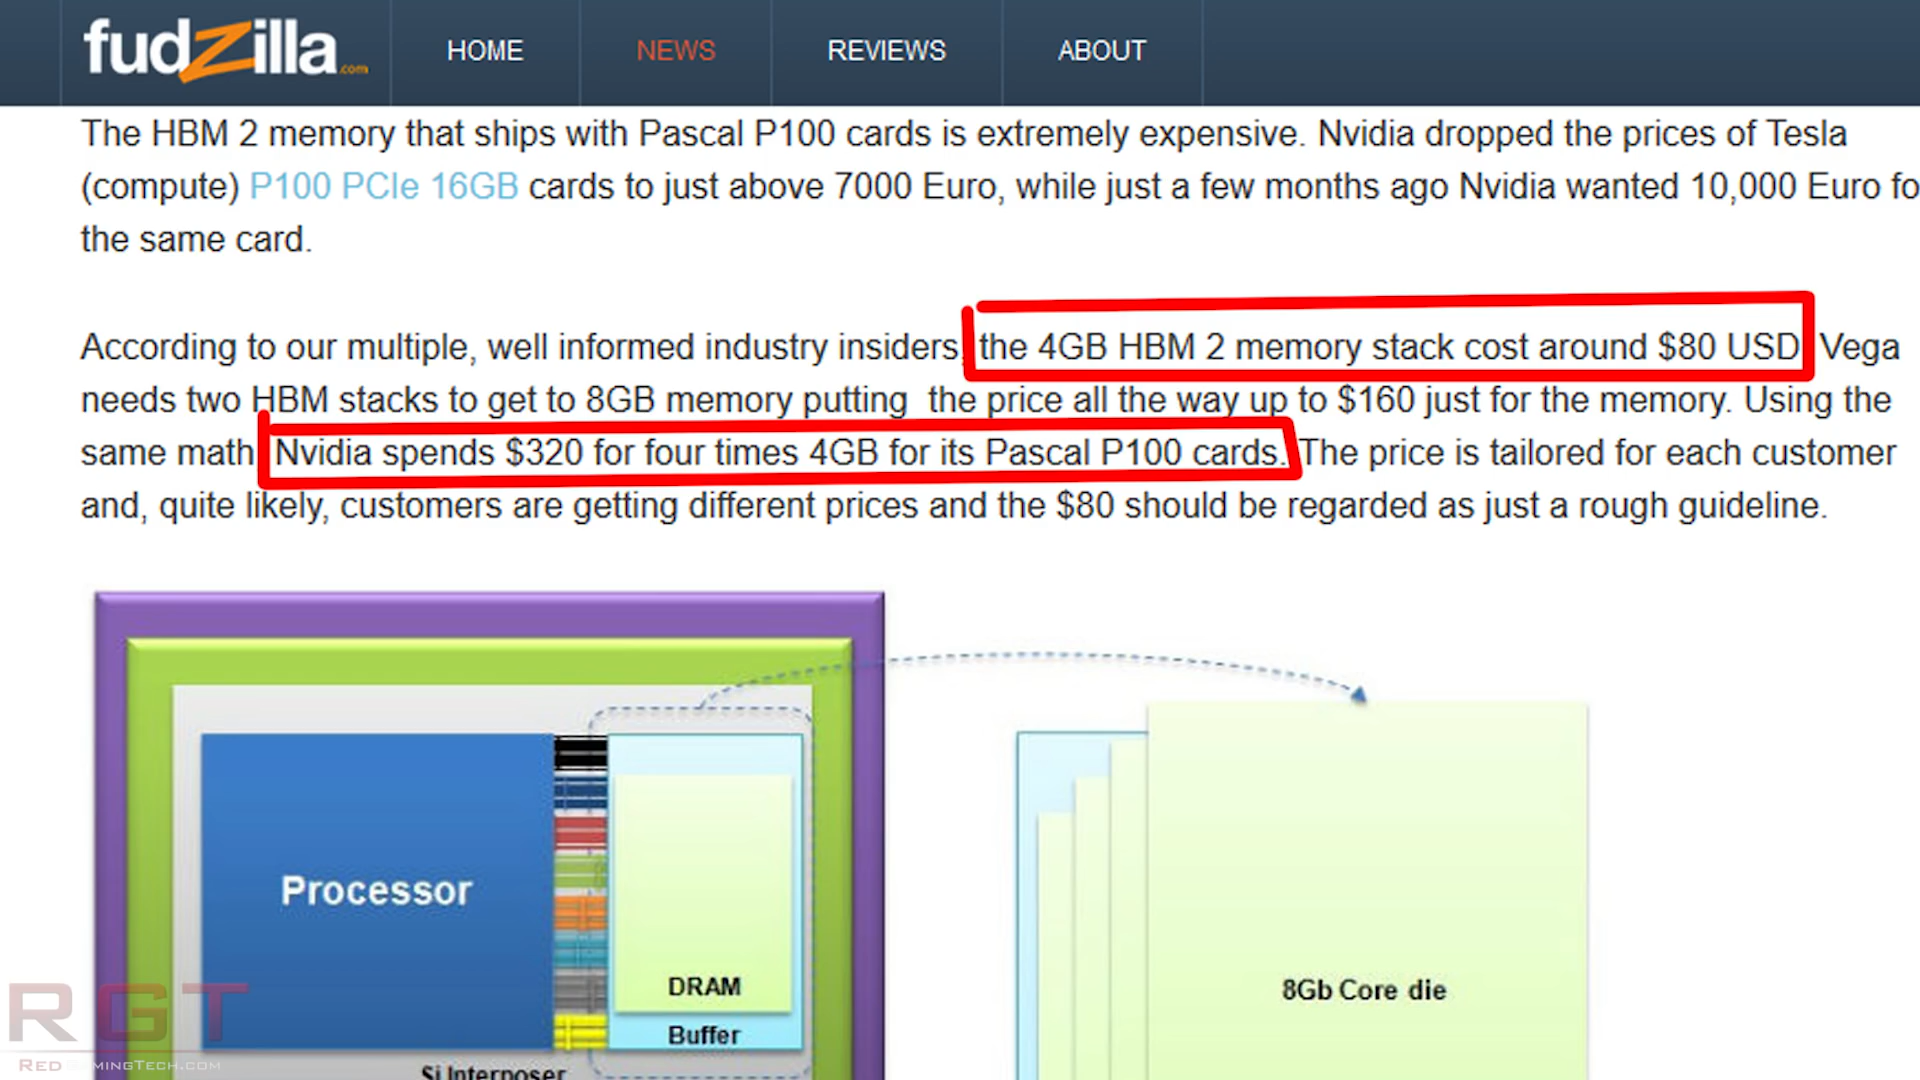 fudzilla.com HOME NEWS REVIEWS ABOUT
The HBM 2 memory that ships with Pascal P100 cards is extremely expensive. Nvidia dropped the prices of Tesla
(compute) P100 PCIe 16GB cards to just above 7000 Euro, while just a few months ago Nvidia wanted 10,000 Euro fo
the same card.
According to our multiple, well informed industry insiders, the 4GB HBM 2 memory stack cost around $80 USD Vega
needs two HBM stacks to get to 8GB memory putting the price all the way up to $160 just for the memory. Using the
same math Nvidia spends $320 for four times 4GB for its Pascal P100 cards. The price is tailored for each customer
and, quite likely, customers are getting different prices and the $80 should be regarded as just a rough guideline.
Processor
DRAM
Buffer
Si Interposer
8Gb Core die
RGT
REDGAMINGTECH.COM